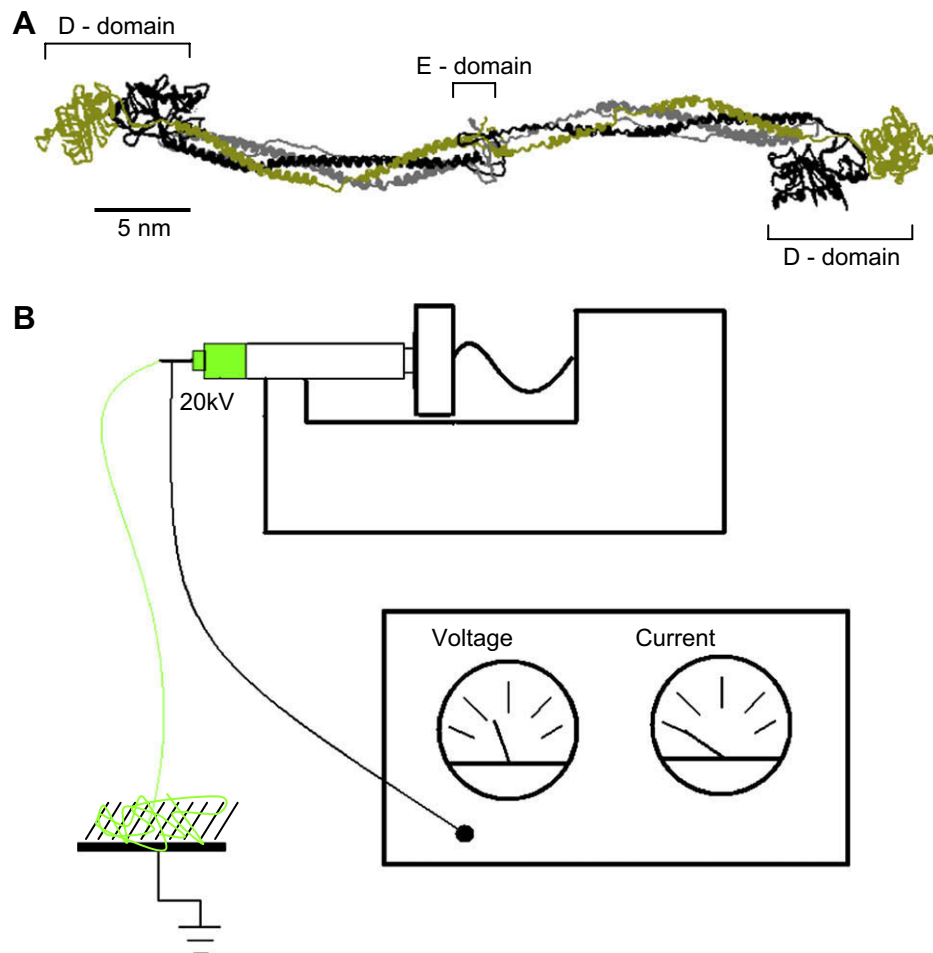 A
D - domain
E - domain
5 nm
D - domain
B
20kV
Voltage
Current